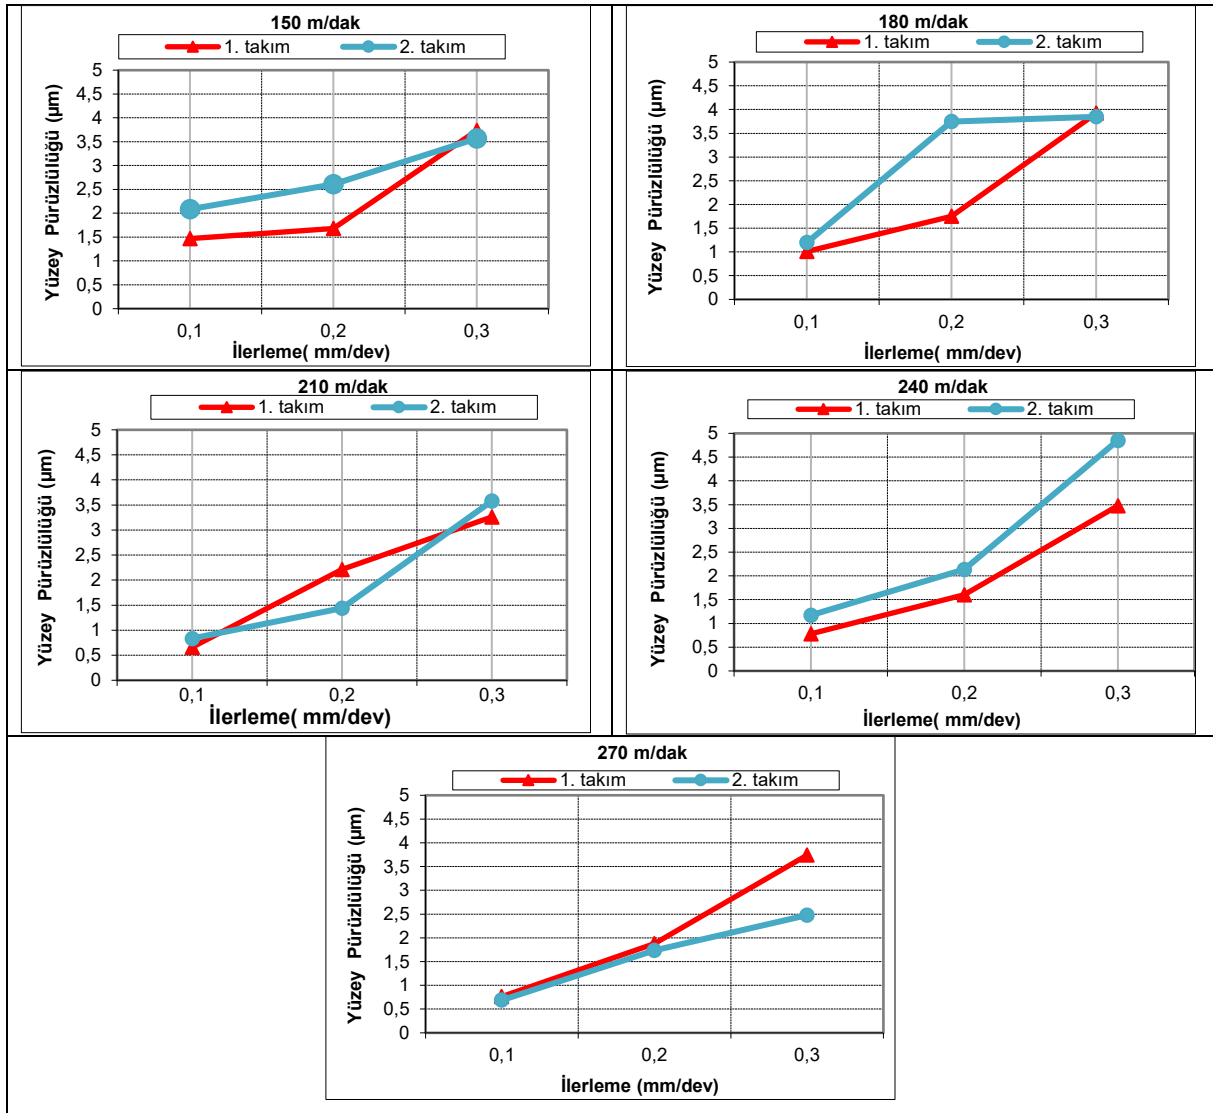 150 m/dak
1. takım 2. takım
Yüzey Pürüzlülüğü (µm)
5
4,5
4
3,5
3
2,5
2
1,5
1
0,5
0
0,1 0,2 0,3
İlerleme( mm/dev)
180 m/dak
1. takım 2. takım
Yüzey Pürüzlülüğü (µm)
5
4,5
4
3,5
3
2,5
2
1,5
1
0,5
0
0,1 0,2 0,3
İlerleme( mm/dev)
210 m/dak
1. takım 2. takım
Yüzey Pürüzlülüğü (µm)
5
4,5
4
3,5
3
2,5
2
1,5
1
0,5
0
0,1 0,2 0,3
İlerleme( mm/dev)
240 m/dak
1. takım 2. takım
Yüzey Pürüzlülüğü (µm)
5
4,5
4
3,5
3
2,5
2
1,5
1
0,5
0
0,1 0,2 0,3
İlerleme( mm/dev)
270 m/dak
1. takım 2. takım
Yüzey Pürüzlülüğü (µm)
5
4,5
4
3,5
3
2,5
2
1,5
1
0,5
0
0,1 0,2 0,3
İlerleme (mm/dev)